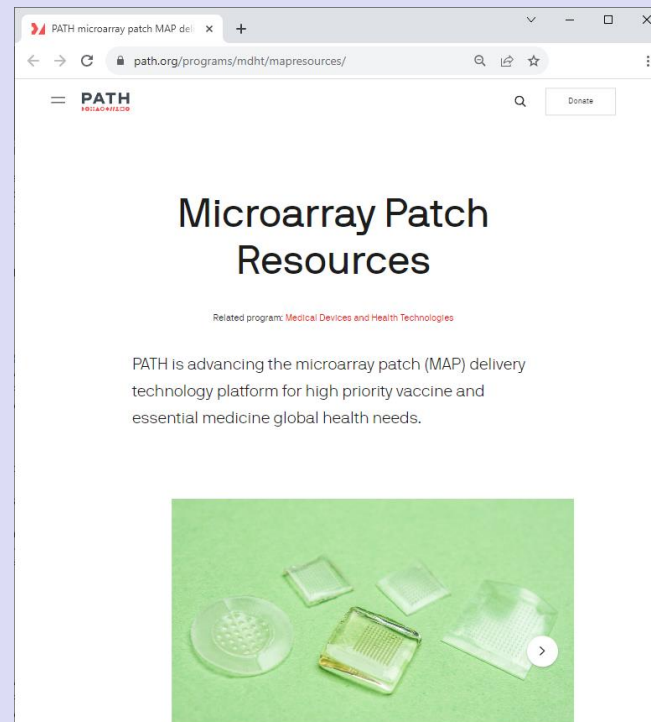 PATH microarray patch MAP del
path.org/programs/mdht/mapresources/
PATH
Donate
Microarray Patch
Resources
Related program: Medical Devices and Health Technologies
PATH is advancing the microarray patch (MAP) delivery
technology platform for high priority vaccine and
essential medicine global health needs.